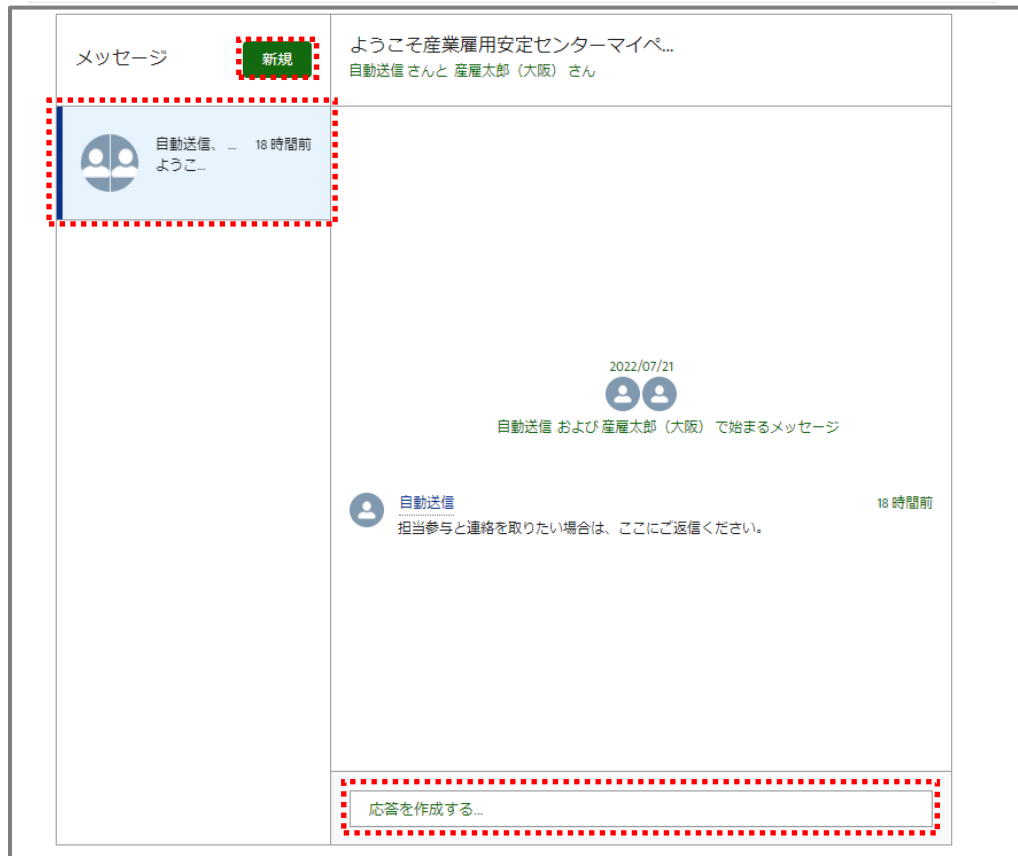 メッセージ
新規
自動送信、 ... 18 時間前
ようこ...
ようこそ産業雇用安定センターマイペ...
自動送信 さんと 産雇太郎（大阪） さん
2022/07/21
自動送信 および 産雇太郎（大阪） で始まるメッセージ
自動送信 18 時間前
担当参与と連絡を取りたい場合は、ここにご返信ください。
応答を作成する...